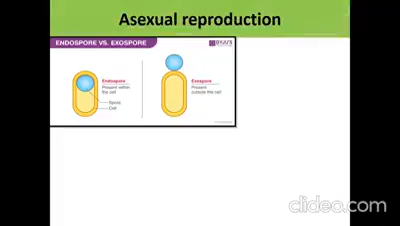 Asexual reproduction
ENDOSPORE VS. EXOSPORE
BYJU'S
Endospore
Present within
the cell
Spore
Cell
Exospore
Present
outside the cell
clideo.com